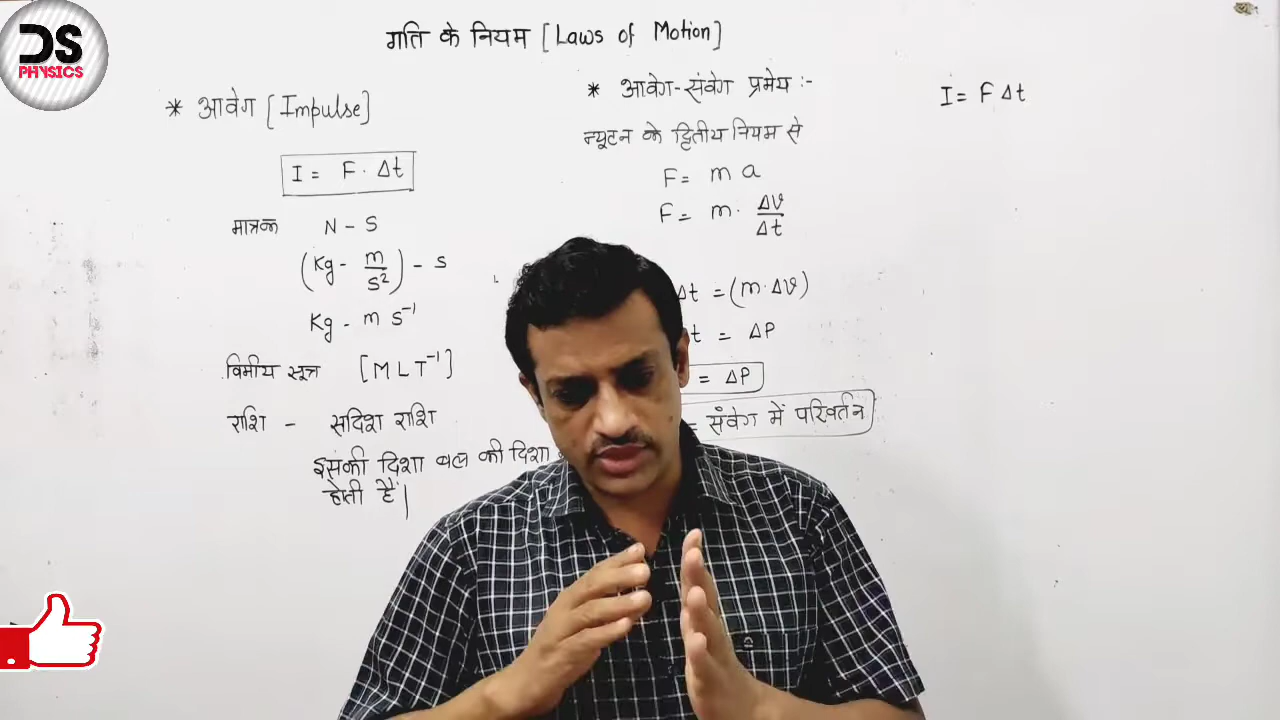 DS
PHYSICS
गति के नियम [Laws of Motion]
* आवेग [Impulse]
I = F · Δt
मात्रक N - S
(Kg - m/s²) - s
Kg - m s⁻¹
विमीय सूत्र [M L T⁻¹]
राशि - सदिश राशि
इसकी दिशा बल की दिशा
होती हैं|
* आवेग-संवेग प्रमेय :-
न्यूटन के द्वितीय नियम से
F = m a
F = m · Δv/Δt
Δt = (m·Δv)
t = ΔP
= ΔP
= संवेग में परिवर्तन
I = F Δt